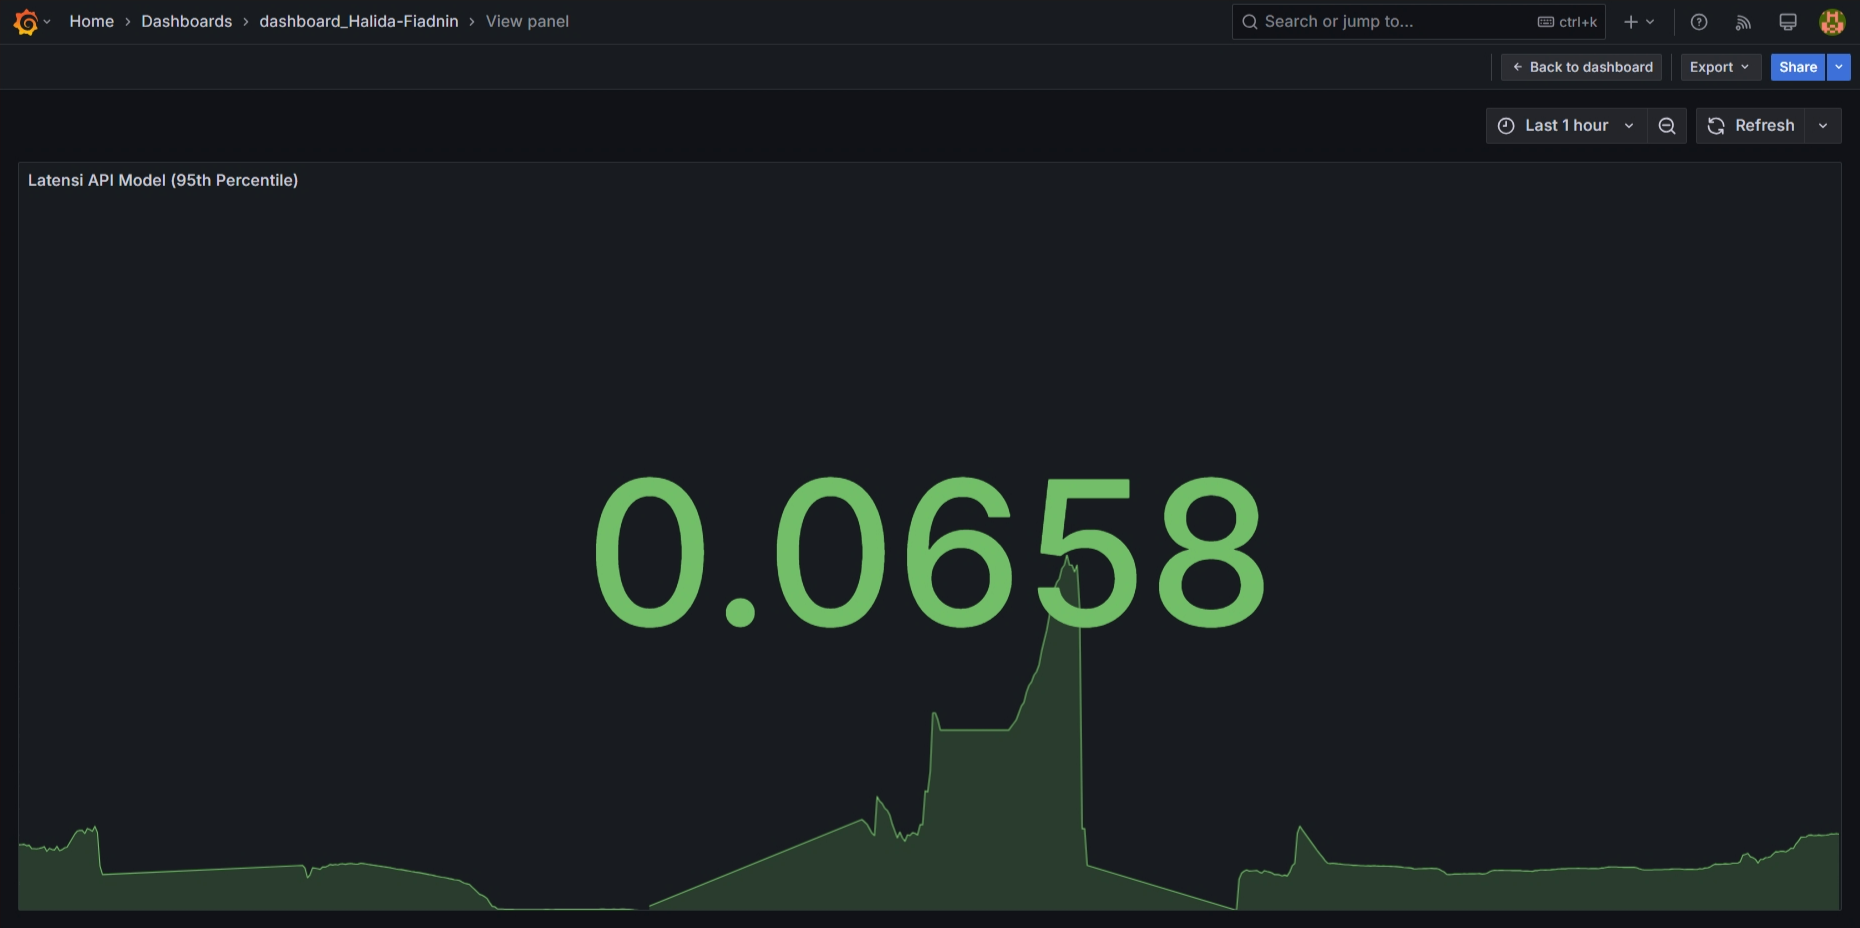 Home > Dashboards > dashboard_Halida-Fiadnin > View panel
Search or jump to... ctrl+k
Back to dashboard
Export
Share
Last 1 hour
Refresh
Latensi API Model (95th Percentile)
0.0658